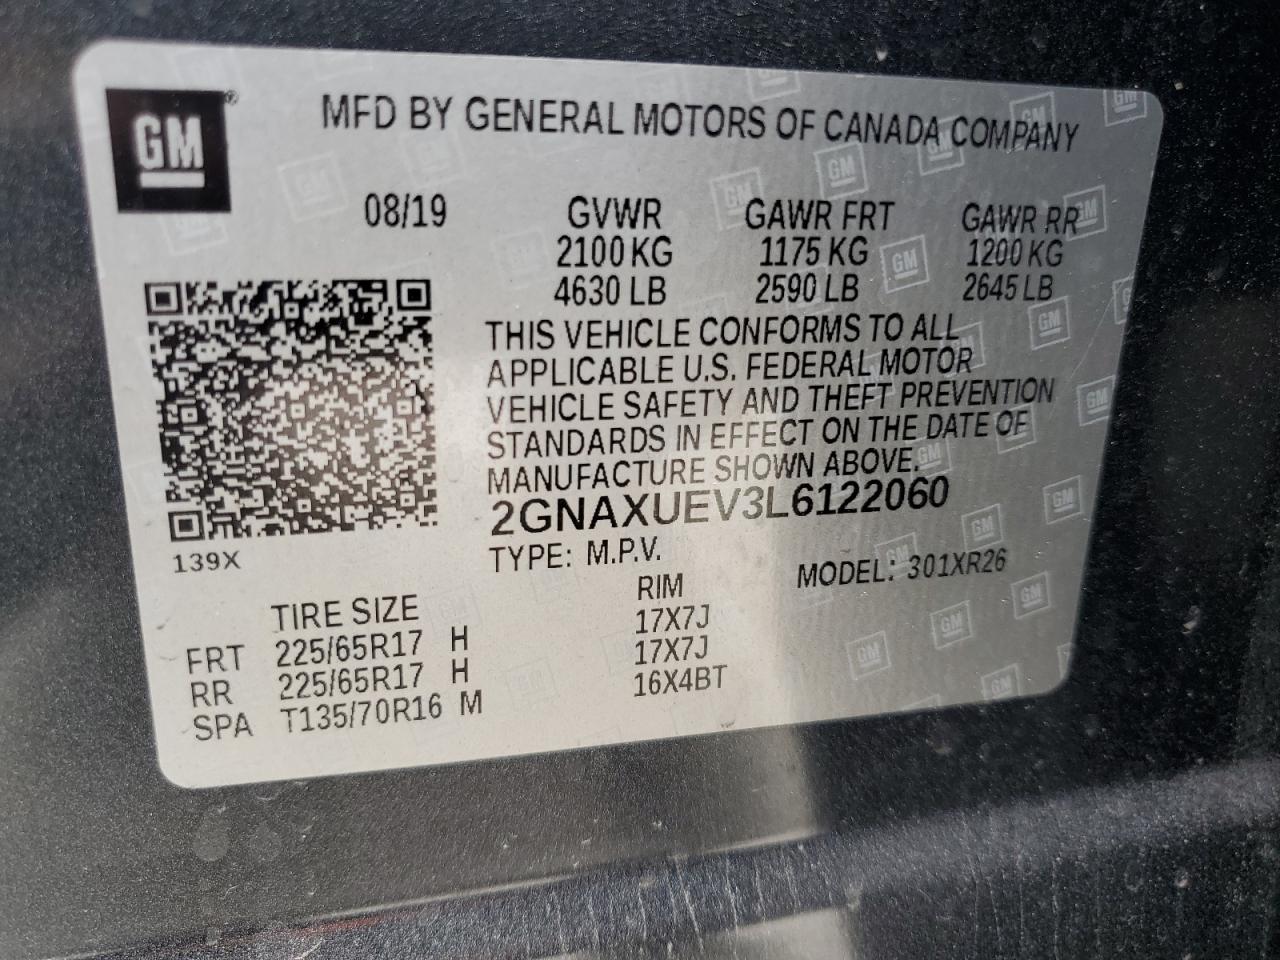 GM®
MFD BY GENERAL MOTORS OF CANADA COMPANY
08/19 GVWR GAWR FRT GAWR RR
2100 KG 1175 KG 1200 KG
4630 LB 2590 LB 2645 LB
THIS VEHICLE CONFORMS TO ALL
APPLICABLE U.S. FEDERAL MOTOR
VEHICLE SAFETY AND THEFT PREVENTION
STANDARDS IN EFFECT ON THE DATE OF
MANUFACTURE SHOWN ABOVE.
2GNAXUEV3L6122060
139X
TYPE: M.P.V. MODEL: 301XR26
TIRE SIZE RIM
FRT 225/65R17 H 17X7J
RR 225/65R17 H 17X7J
SPA T135/70R16 M 16X4BT